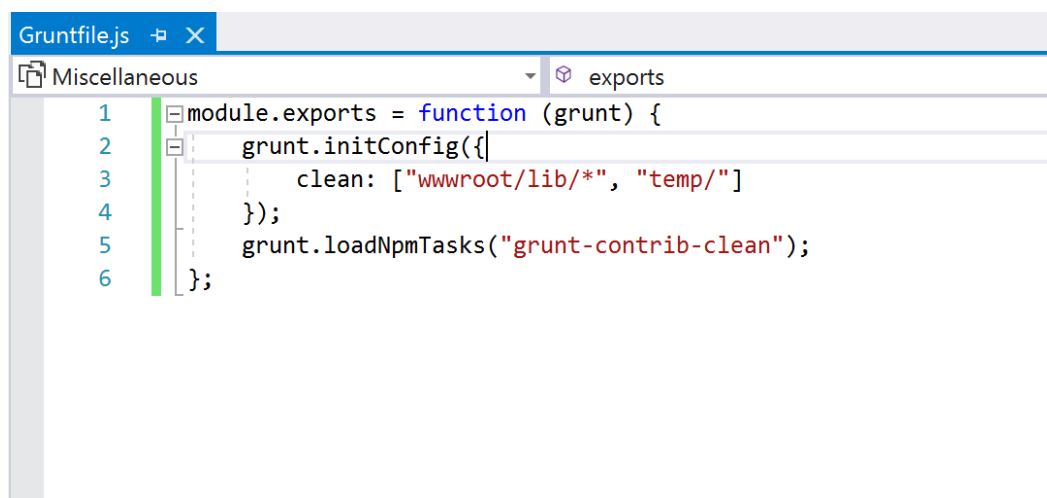 Gruntfile.js
Miscellaneous exports
1 module.exports = function (grunt) {
2 grunt.initConfig({
3 clean: ["wwwroot/lib/*", "temp/"]
4 });
5 grunt.loadNpmTasks("grunt-contrib-clean");
6 };